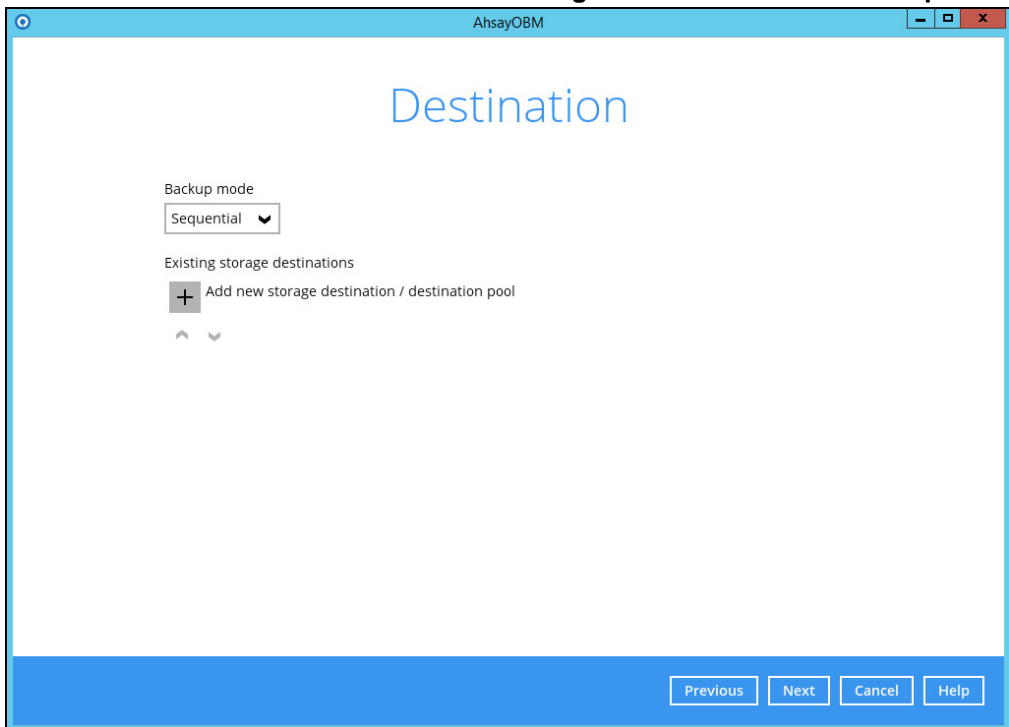 AhsayOBM
Destination
Backup mode
Sequential
Existing storage destinations
Add new storage destination / destination pool
Previous Next Cancel Help